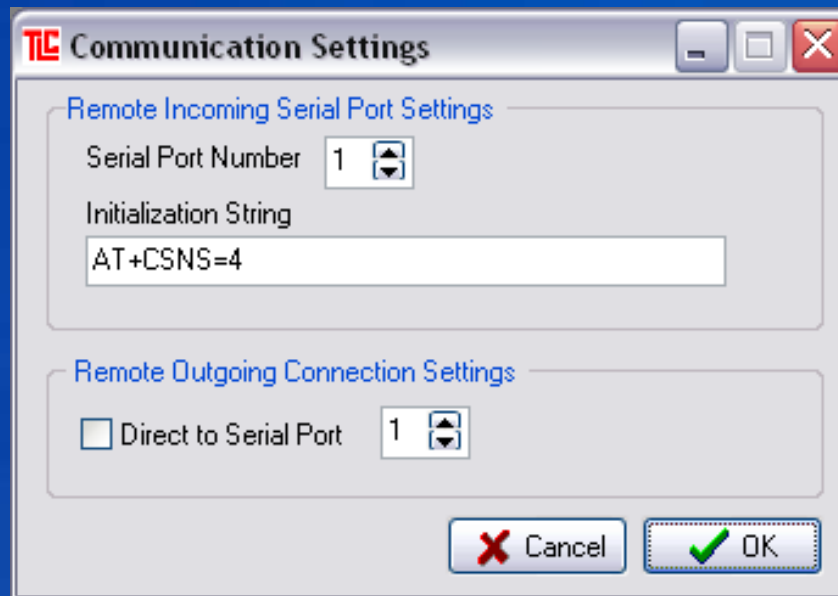 TLC Communication Settings
Remote Incoming Serial Port Settings
Serial Port Number 1
Initialization String
AT+CSNS=4
Remote Outgoing Connection Settings
Direct to Serial Port 1
Cancel OK